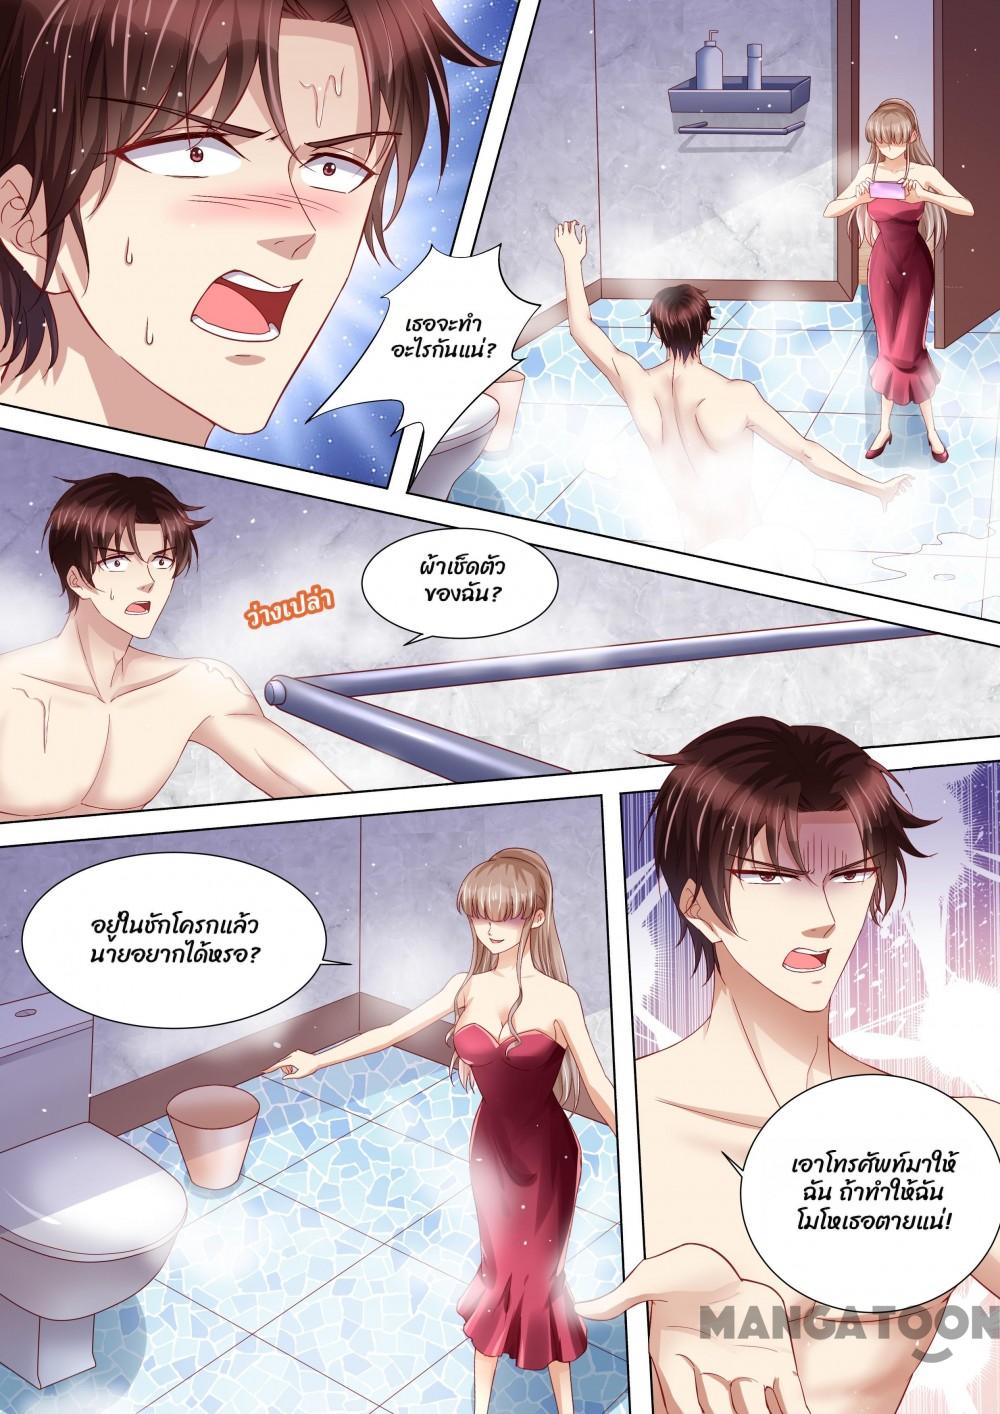 เธอจะทำ
อะไรกันแน่?
ผ้าเช็ดตัว
ของฉัน?
ว่างเปล่า
อยู่ในชักโครกแล้ว
นายอยากได้หรอ?
เอาโทรศัพท์มาให้
ฉัน ถ้าทำให้ฉัน
โมโหเธอตายแน่!
MANGATOON